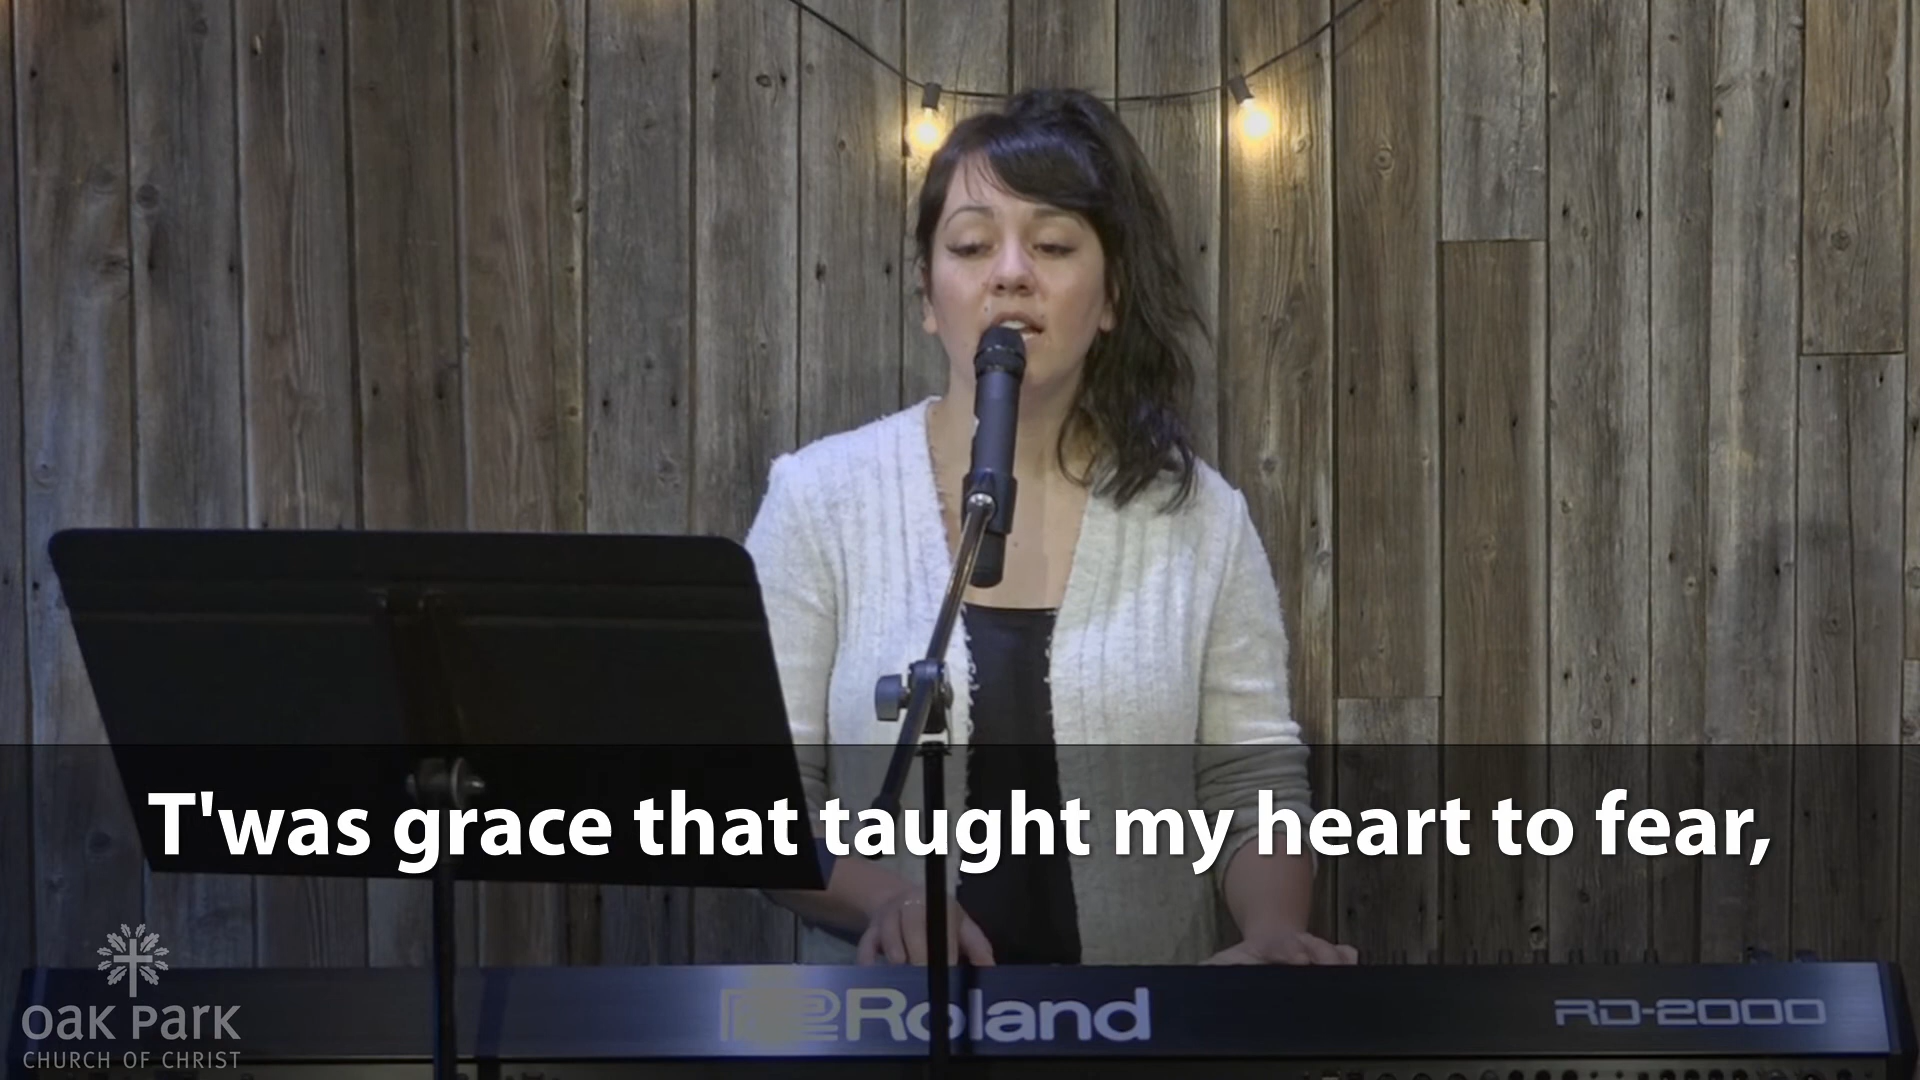 T'was grace that taught my heart to fear,
Roland
RD-2000
OAK PARK
CHURCH OF CHRIST